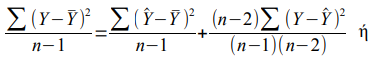 ∑(Y−Ȳ)²/(n−1) = ∑(Ŷ−Ȳ)²/(n−1) + (n−2)∑(Y−Ŷ)²/((n−1)(n−2)) ή